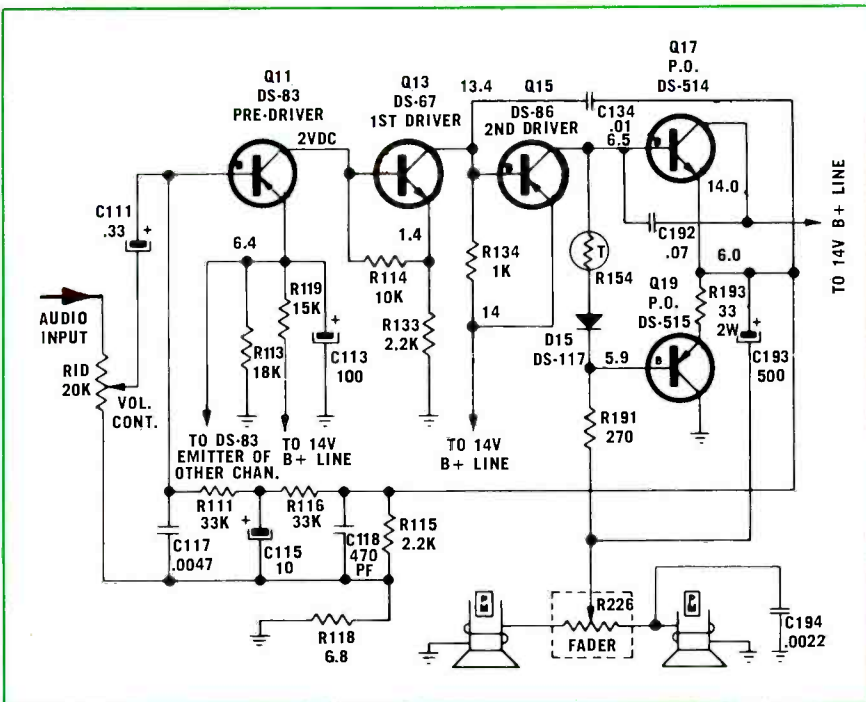 Q11
DS-83
PRE-DRIVER
2VDC
Q13
DS-67
1ST DRIVER
13.4
Q15
DS-86
2ND DRIVER
C134
.01
6.5
Q17
P.O.
DS-514
14.0
TO 14V B+ LINE
C111
.33
+
6.4
1.4
R114
10K
R134
1K
T
R154
C192
.07
6.0
AUDIO
INPUT
R1D
20K
VOL.
CONT.
R119
15K
R113
18K
+
C113
100
R133
2.2K
14
D15
DS-117
Q19
P.O.
DS-515
B
R193
33
2W
+
C193
500
5.9
TO DS-83
EMITTER OF
OTHER CHAN.
TO 14V
B+ LINE
TO 14V
B+ LINE
R191
270
R111
33K
R116
33K
C117
.0047
+
C115
10
C118
470
PF
R115
2.2K
R118
6.8
PM
R226
FADER
PM
C194
.0022